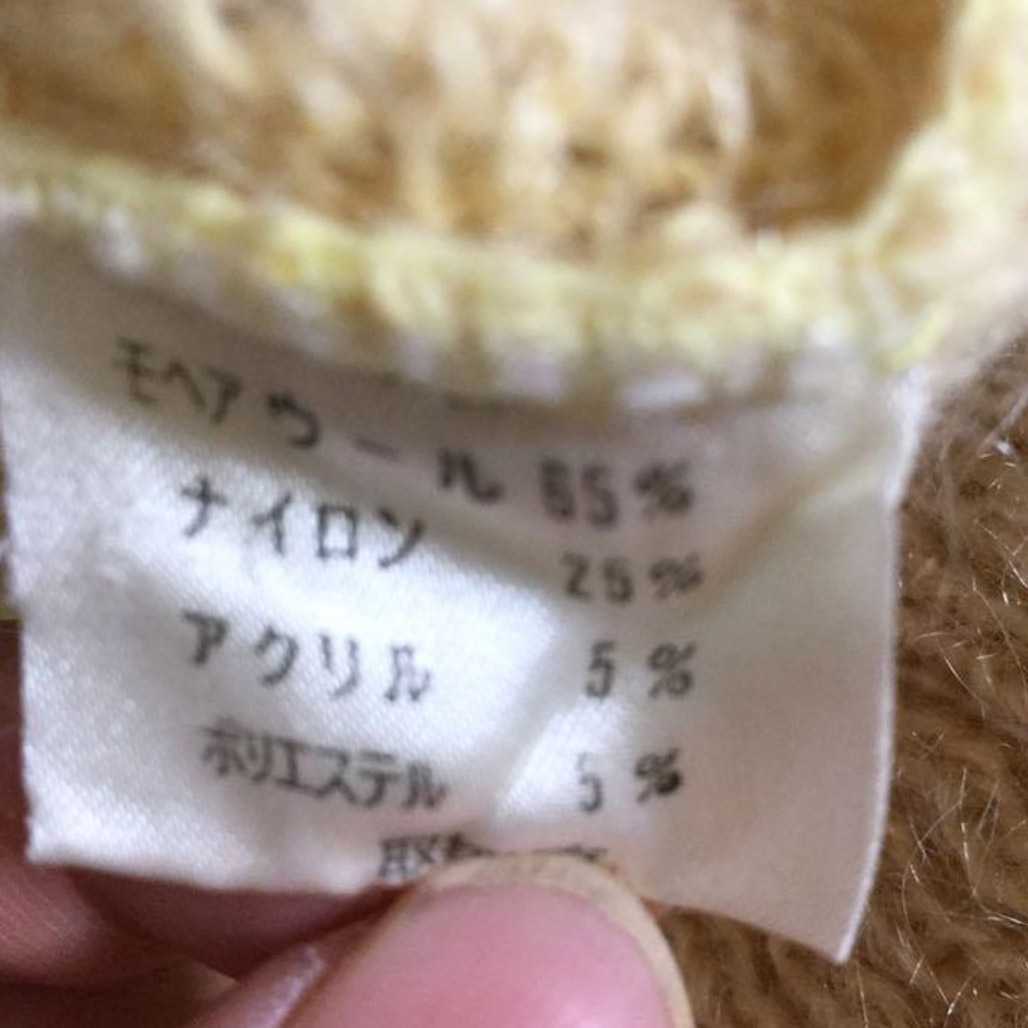 モヘアウール 65%
ナイロン 25%
アクリル 5%
ポリエステル 5%